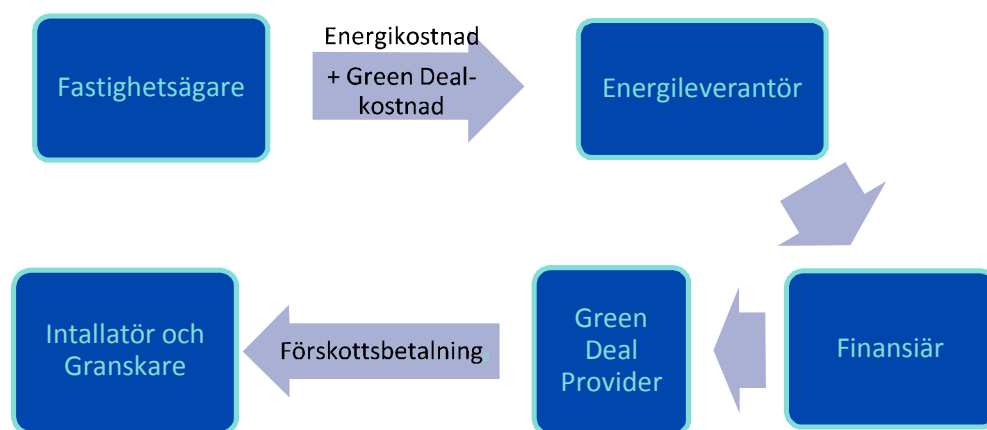 Fastighetsägare
Energikostnad
+ Green Deal-
kostnad
Energileverantör
Intallatör och
Granskare
Förskottsbetalning.
Green
Deal
Provider
Finansiär